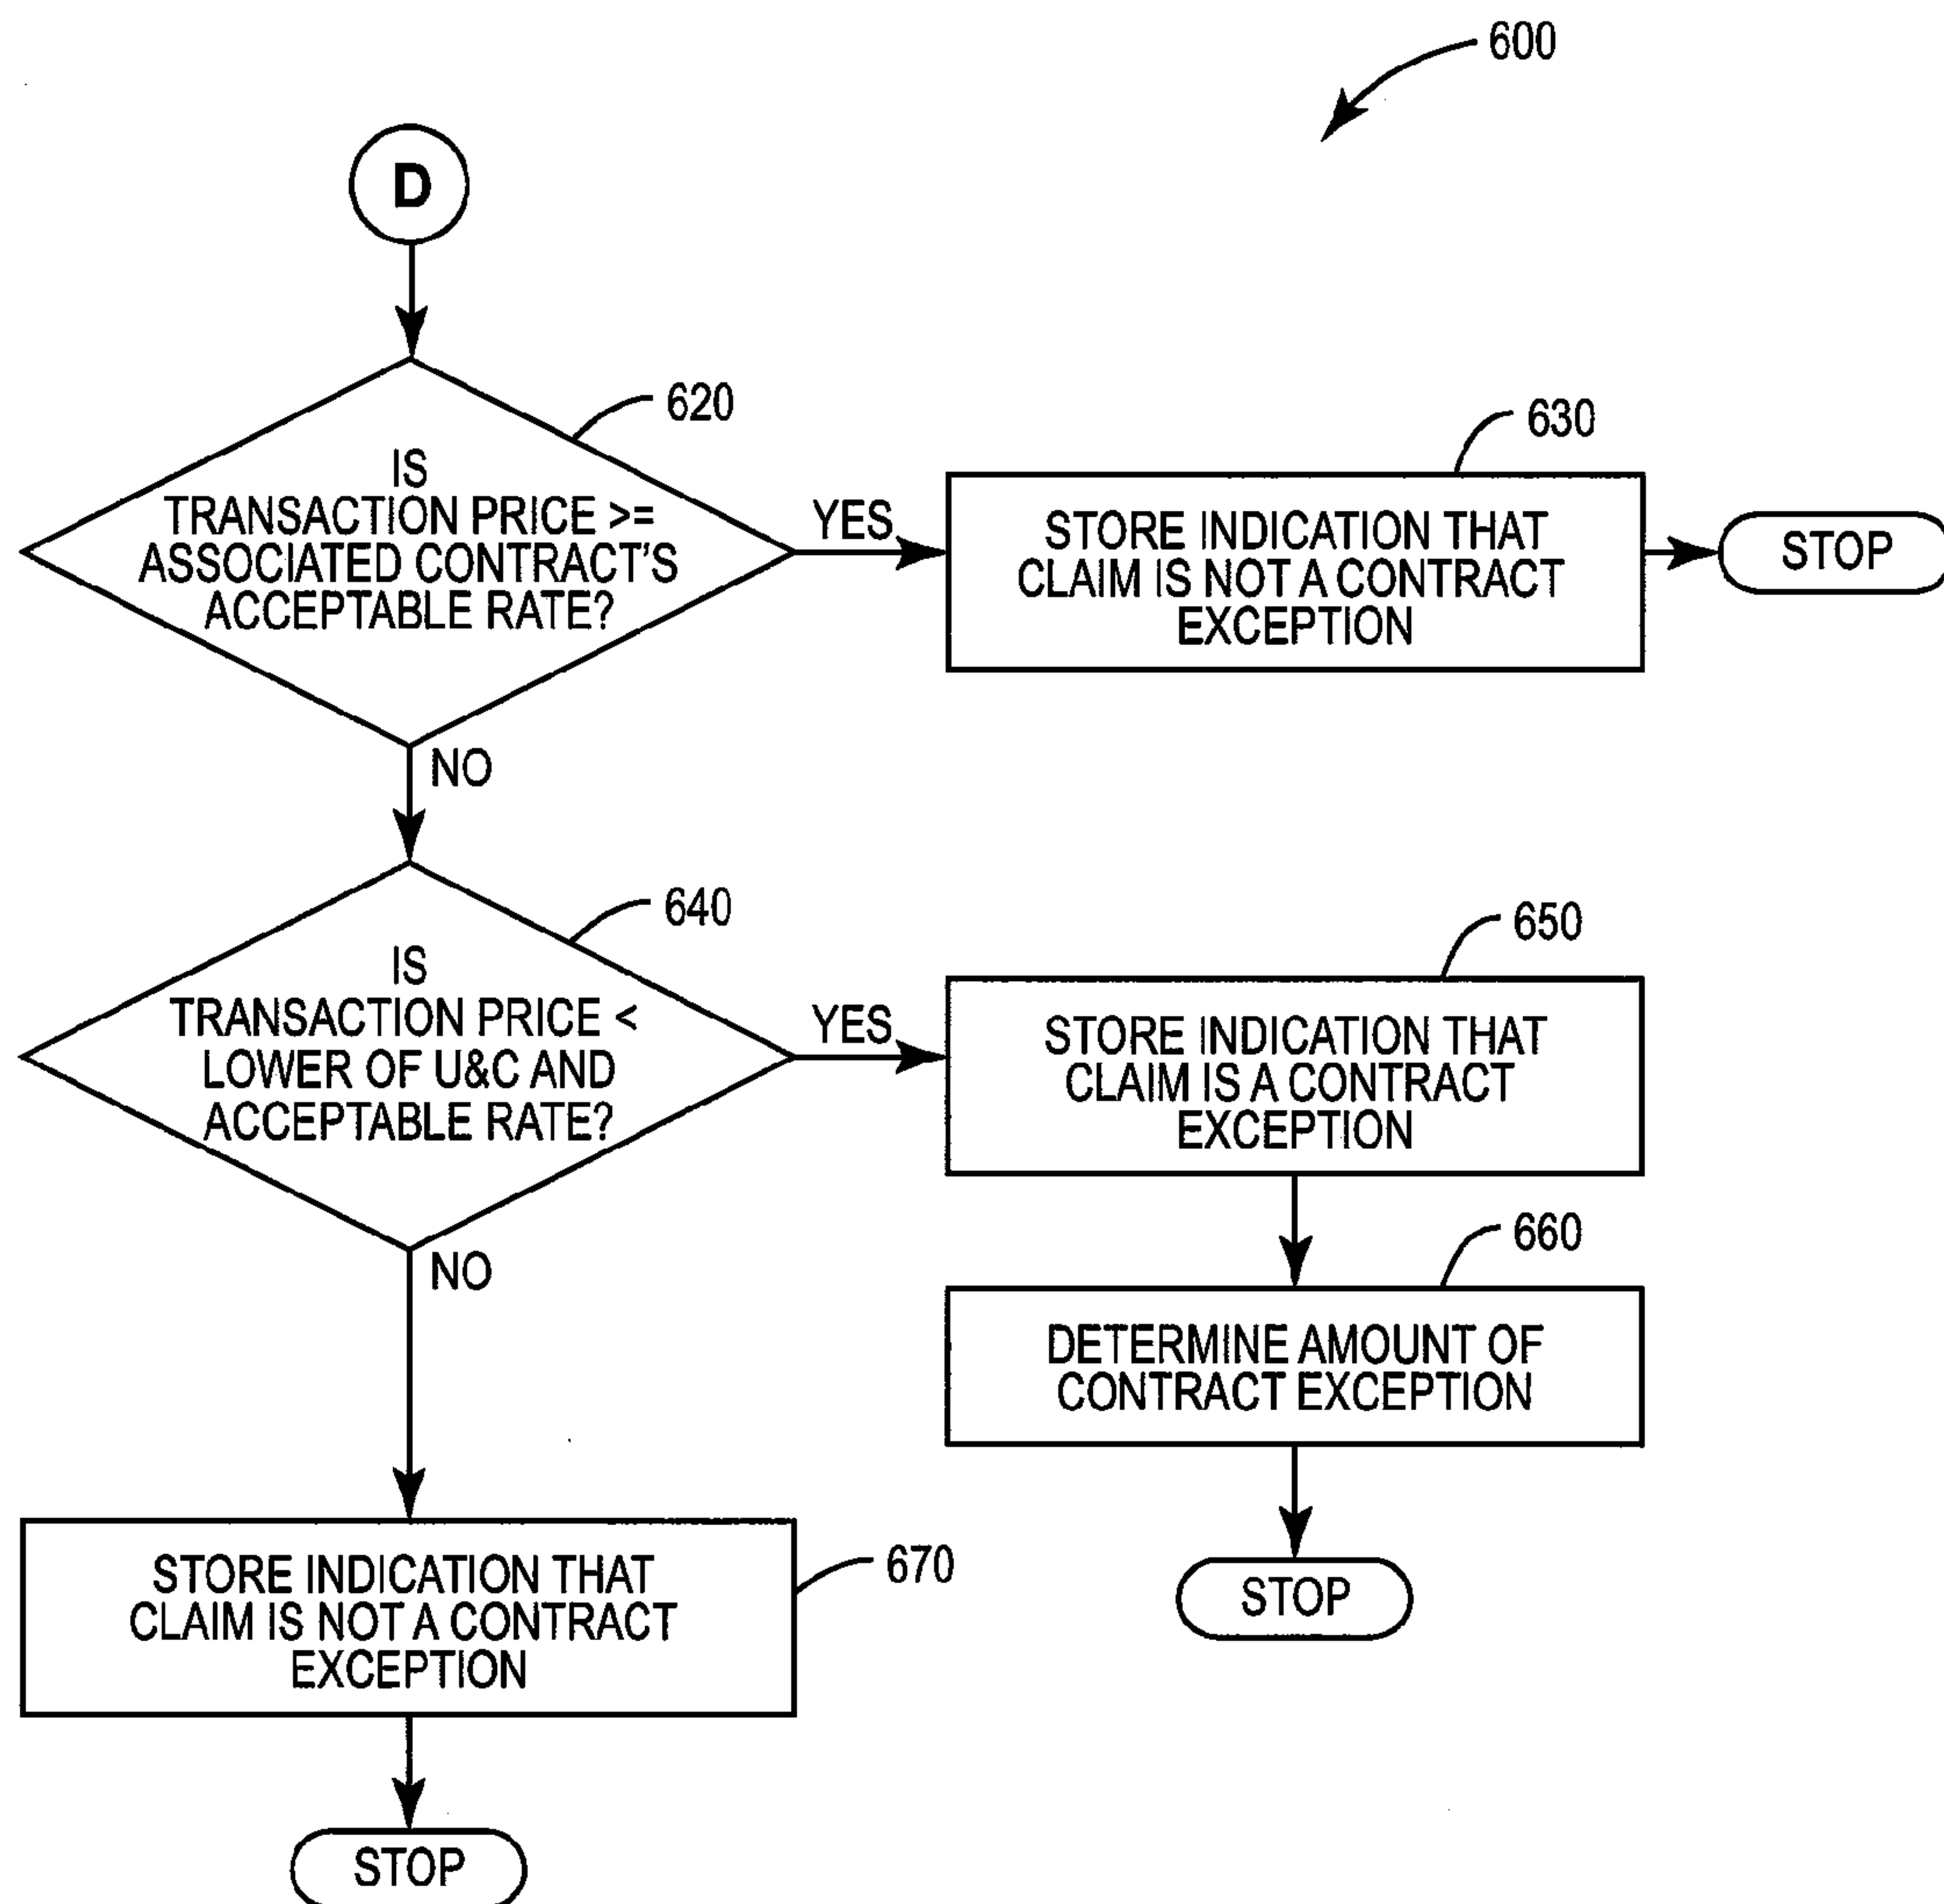 600
D
620
IS
TRANSACTION PRICE >=
ASSOCIATED CONTRACT'S
ACCEPTABLE RATE?
YES
630
STORE INDICATION THAT
CLAIM IS NOT A CONTRACT
EXCEPTION
STOP
NO
640
IS
TRANSACTION PRICE <
LOWER OF U&C AND
ACCEPTABLE RATE?
YES
650
STORE INDICATION THAT
CLAIM IS A CONTRACT
EXCEPTION
660
DETERMINE AMOUNT OF
CONTRACT EXCEPTION
STOP
NO
670
STORE INDICATION THAT
CLAIM IS NOT A CONTRACT
EXCEPTION
STOP